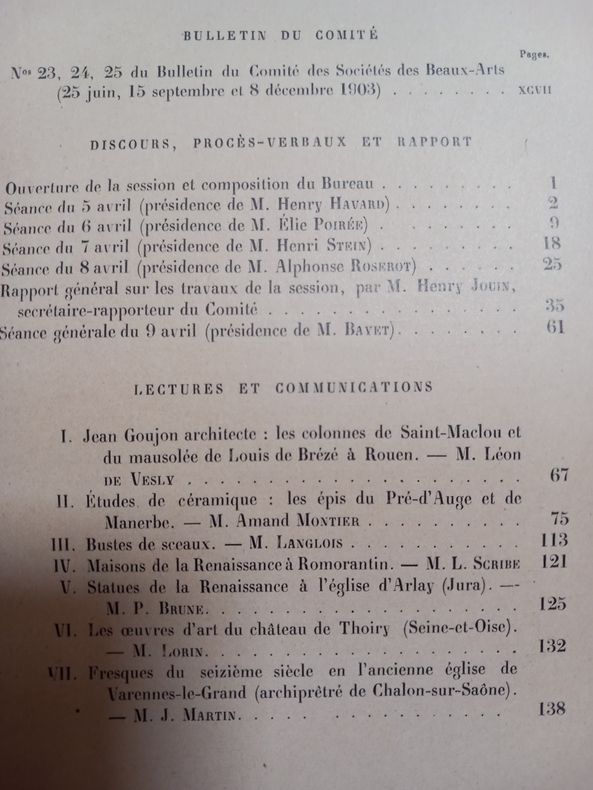 BULLETIN DU COMITÉ
Pages.
Nos 23, 24, 25 du Bulletin du Comité des Sociétés des Beaux-Arts
(25 juin, 15 septembre et 8 décembre 1903) . . . . . . . . XCVII
DISCOURS, PROCÈS-VERBAUX ET RAPPORT
Ouverture de la session et composition du Bureau . . . . . . . . . 1
Séance du 5 avril (présidence de M. Henry HAVARD) . . . . . . . . . 2
Séance du 6 avril (présidence de M. Élie POIRÉE) . . . . . . . . . 9
Séance du 7 avril (présidence de M. Henri STEIN) . . . . . . . . . 18
Séance du 8 avril (présidence de M. Alphonse ROSEROT) . . . . . . 25
Rapport général sur les travaux de la session, par M. Henry JOUIN,
secrétaire-rapporteur du Comité . . . . . . . . . . . . . . . . 35
Séance générale du 9 avril (présidence de M. BAYET). . . . . . . . 61
LECTURES ET COMMUNICATIONS
I. Jean Goujon architecte : les colonnes de Saint-Maclou et
du mausolée de Louis de Brézé à Rouen. — M. Léon
DE VESLY . . . . . . . . . . . . . . . . . . . . . 67
II. Études de céramique : les épis du Pré-d'Auge et de
Manerbe. — M. Amand MONTIER . . . . . . . . . . 75
III. Bustes de sceaux. — M. LANGLOIS . . . . . . . . . . . 113
IV. Maisons de la Renaissance à Romorantin. — M. L. SCRIBE 121
V. Statues de la Renaissance à l'église d'Arlay (Jura). —
M. P. BRUNE. . . . . . . . . . . . . . . . . . . . 125
VI. Les œuvres d'art du château de Thoiry (Seine-et-Oise).
— M. LORIN. . . . . . . . . . . . . . . . . . . . 132
VII. Fresques du seizième siècle en l'ancienne église de
Varennes-le-Grand (archiprêtré de Chalon-sur-Saône).
— M. J. MARTIN. . . . . . . . . . . . . . . . . 138